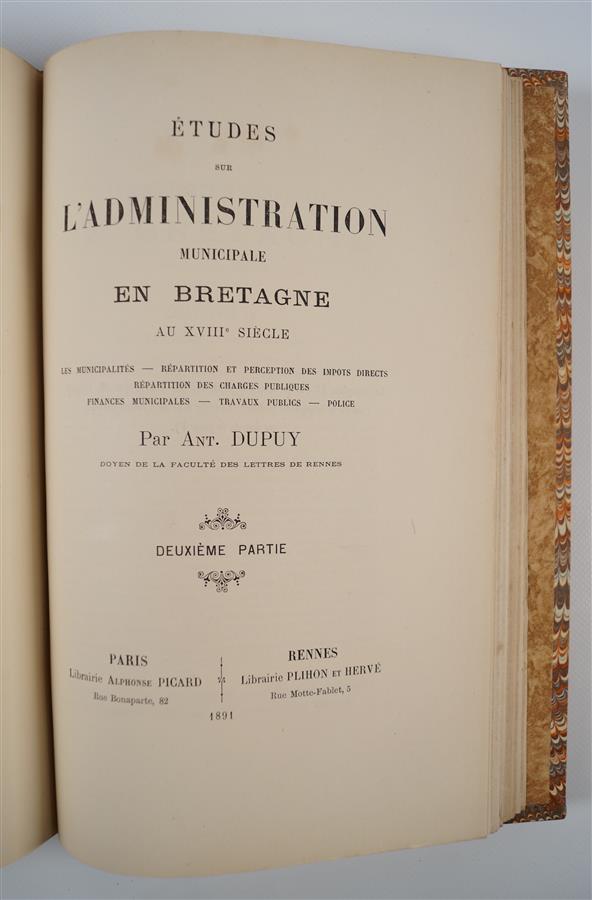 ÉTUDES
SUR
L'ADMINISTRATION
MUNICIPALE
EN BRETAGNE
AU XVIIIe SIÈCLE
LES MUNICIPALITÉS — RÉPARTITION ET PERCEPTION DES IMPOTS DIRECTS
RÉPARTITION DES CHARGES PUBLIQUES
FINANCES MUNICIPALES — TRAVAUX PUBLICS — POLICE
Par ANT. DUPUY
DOYEN DE LA FACULTÉ DES LETTRES DE RENNES
DEUXIÈME PARTIE
PARIS
Librairie ALPHONSE PICARD
Rue Bonaparte, 82
RENNES
Librairie PLIHON ET HERVÉ
Rue Motte-Fablet, 5
1891